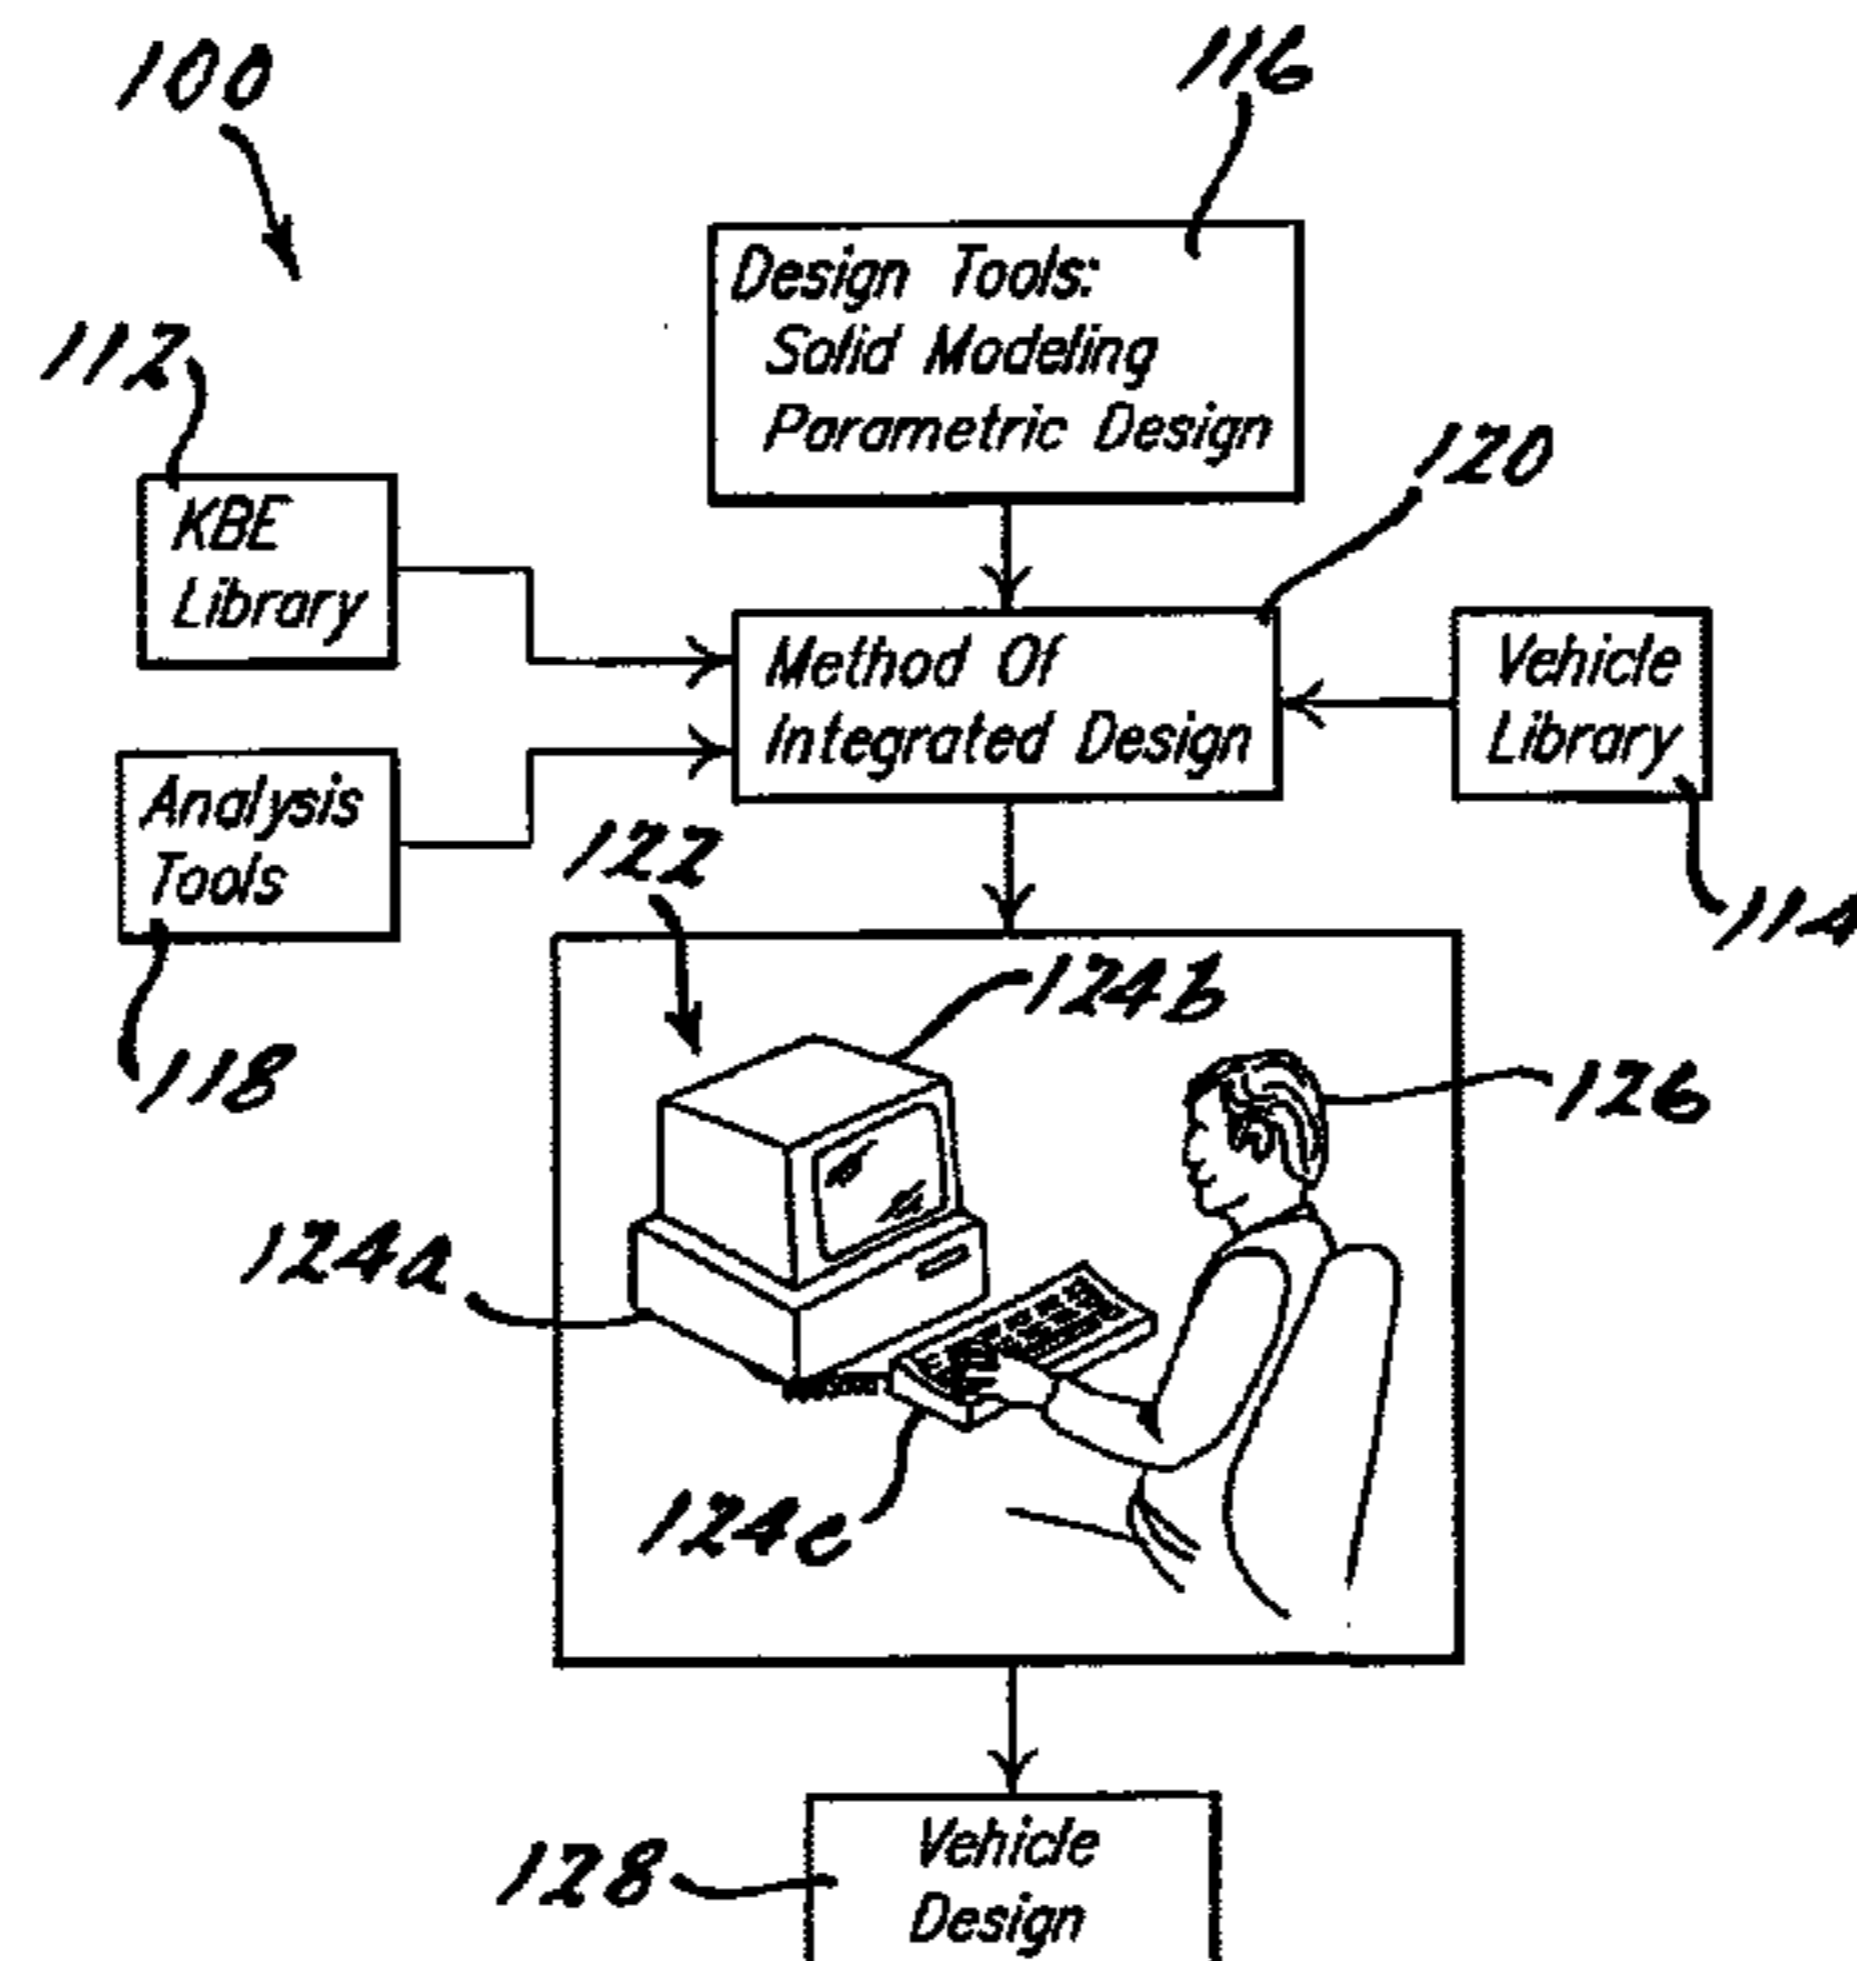 100
116
Design Tools:
Solid Modeling
Parametric Design
112
120
KBE
Library
Method Of
Integrated Design
Vehicle
Library
Analysis
Tools
122
114
124b
118
126
124a
124c
128
Vehicle
Design